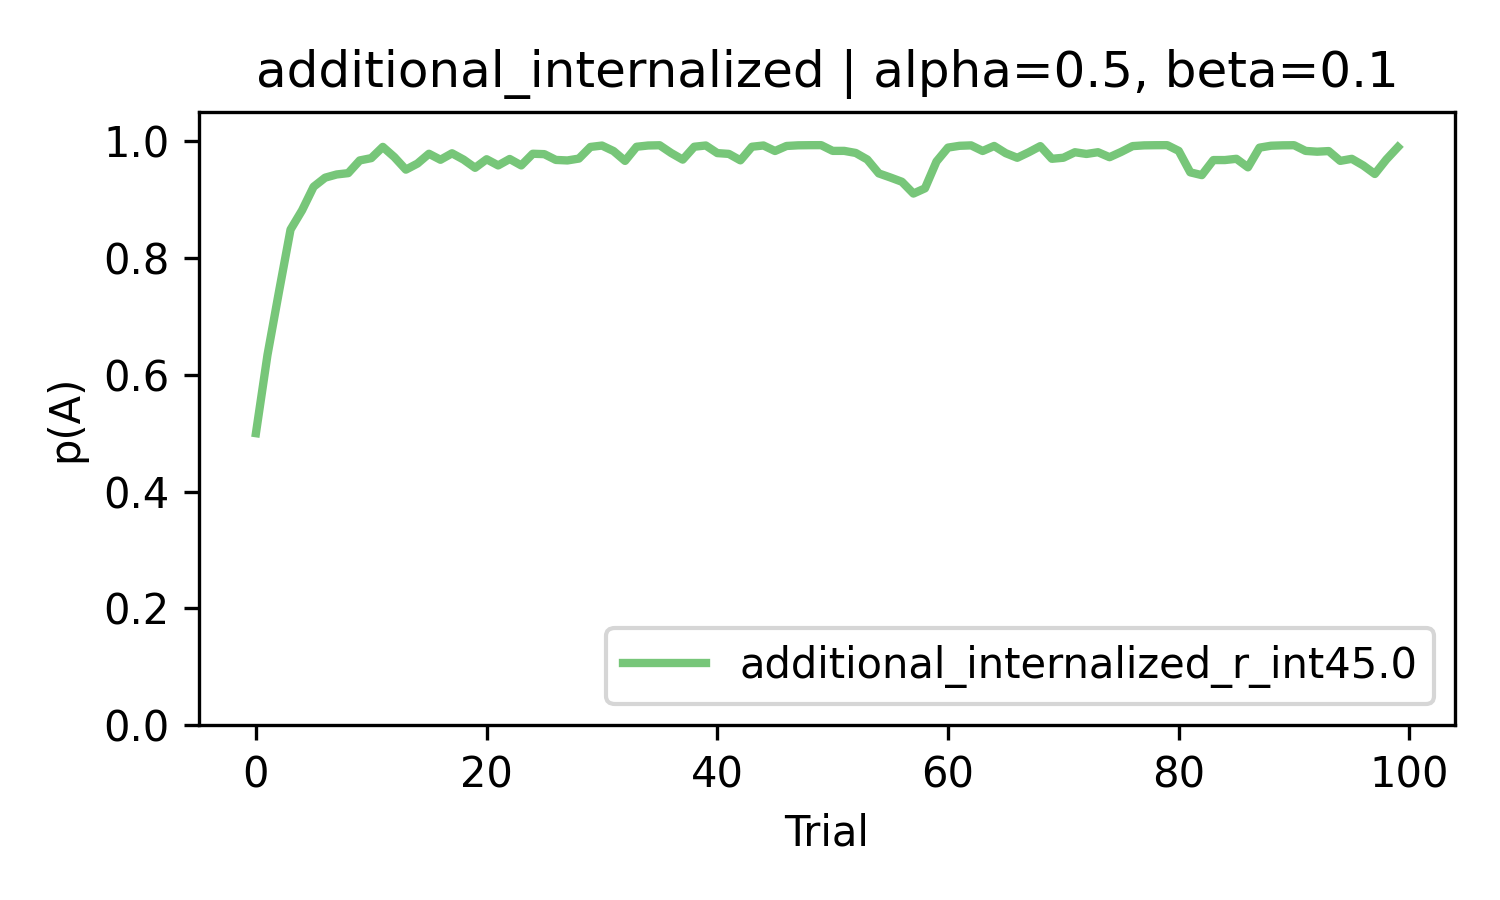 additional_internalized | alpha=0.5, beta=0.1
1.0
0.8
0.6
0.4
0.2
0.0
p(A)
additional_internalized_r_int45.0
0 20 40 60 80 100
Trial